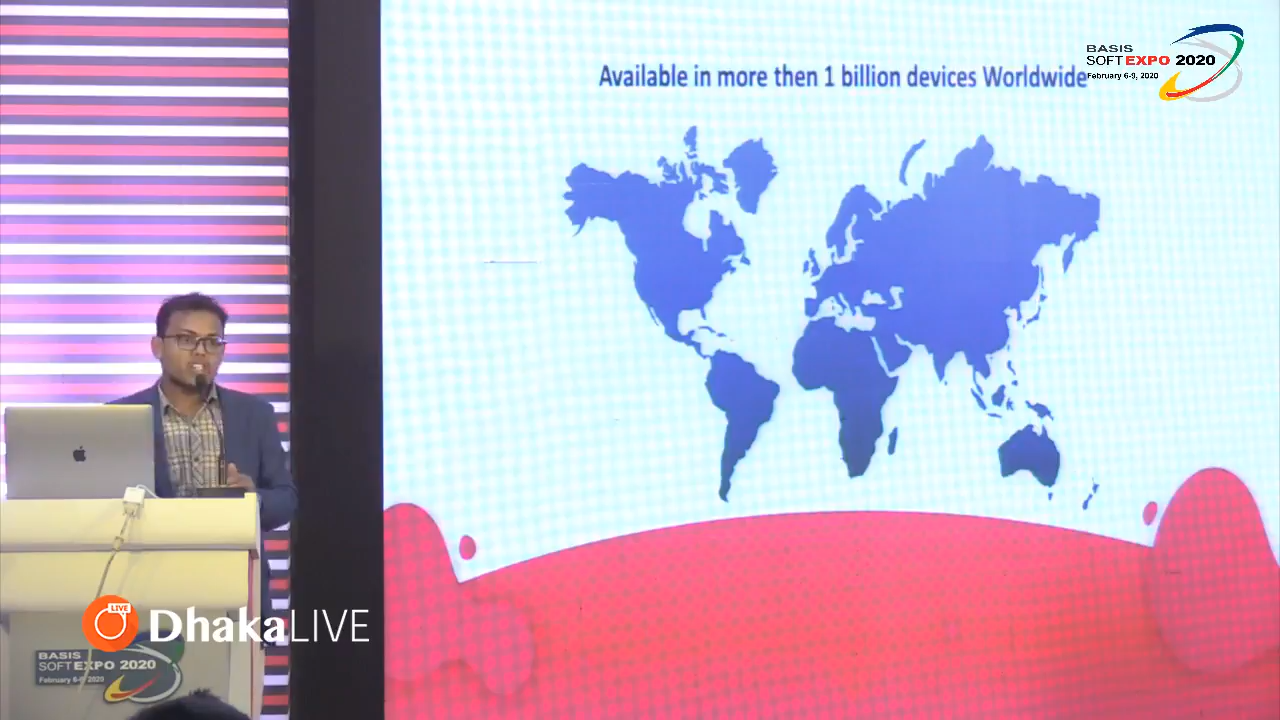 Available in more then 1 billion devices Worldwide
BASIS
SOFTEXPO 2020
February 6-9, 2020
LIVE
DhakaLIVE
BASIS
SOFTEXPO 2020
February 6-9, 2020